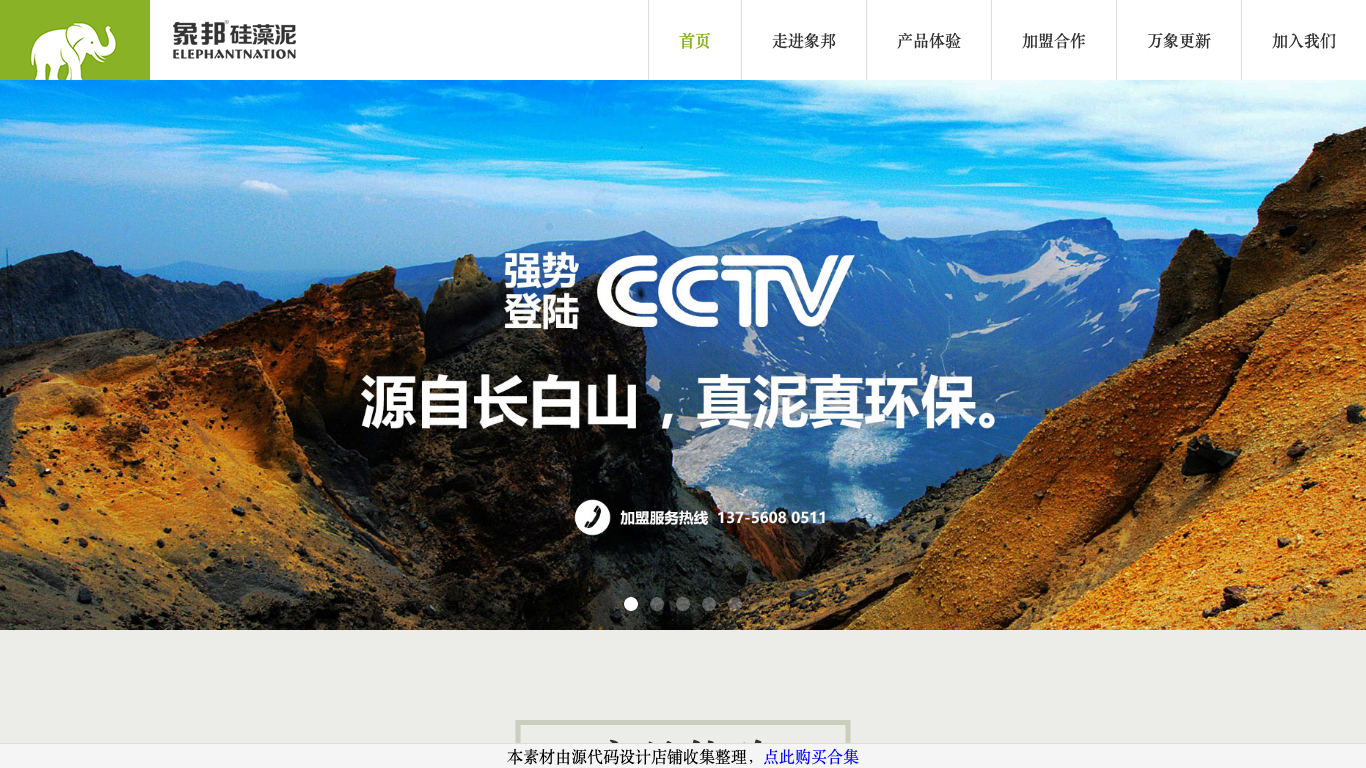 象邦®硅藻泥
ELEPHANTNATION
首页
走进象邦
产品体验
加盟合作
万象更新
加入我们
强势
登陆
CCTV
源自长白山，真泥真环保。
加盟服务热线 137-5608 0511
本素材由源代码设计店铺收集整理，点此购买合集